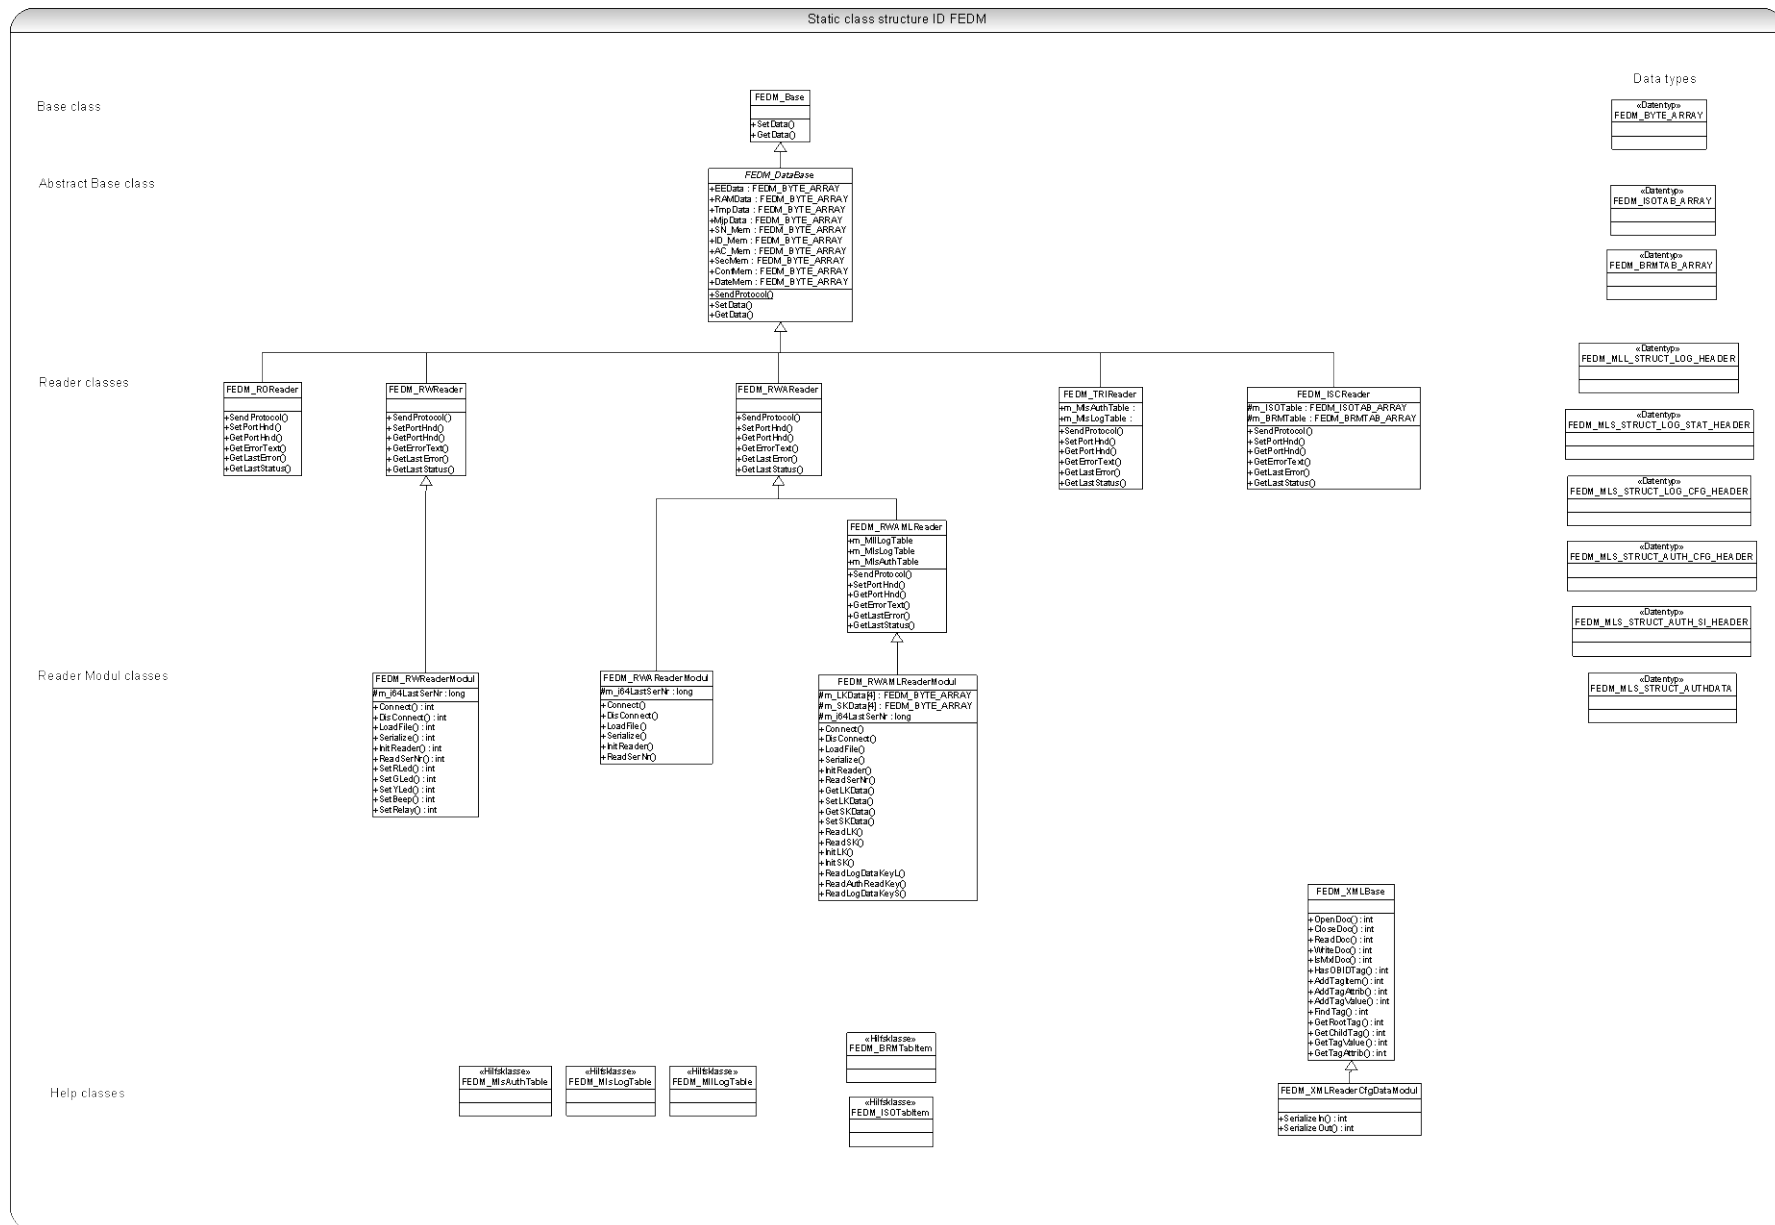 Static class structure ID FEDM
Base class
FEDM_Base
+SetData()
+GetData()
Abstract Base class
FEDM_DataBase
+EEData : FEDM_BYTE_ARRAY
+RAMData : FEDM_BYTE_ARRAY
+TmpData : FEDM_BYTE_ARRAY
+MjpData : FEDM_BYTE_ARRAY
+SN_Mem : FEDM_BYTE_ARRAY
+ID_Mem : FEDM_BYTE_ARRAY
+AC_Mem : FEDM_BYTE_ARRAY
+SecMem : FEDM_BYTE_ARRAY
+ConfMem : FEDM_BYTE_ARRAY
+DateMem : FEDM_BYTE_ARRAY
+SendProtocol()
+SetData()
+GetData()
Reader classes
FEDM_ROReader
+SendProtocol()
+SetPortHnd()
+GetPortHnd()
+GetErrorText()
+GetLastError()
+GetLastStatus()
FEDM_RWReader
+SendProtocol()
+SetPortHnd()
+GetPortHnd()
+GetErrorText()
+GetLastError()
+GetLastStatus()
FEDM_RWAReader
+SendProtocol()
+SetPortHnd()
+GetPortHnd()
+GetErrorText()
+GetLastError()
+GetLastStatus()
FEDM_TRIReader
+m_MlsAuthTable :
+m_MlsLogTable :
+SendProtocol()
+SetPortHnd()
+GetPortHnd()
+GetErrorText()
+GetLastError()
+GetLastStatus()
FEDM_ISCReader
#m_ISOTable : FEDM_ISOTAB_ARRAY
#m_BRMTable : FEDM_BRMTAB_ARRAY
+SendProtocol()
+SetPortHnd()
+GetPortHnd()
+GetErrorText()
+GetLastError()
+GetLastStatus()
FEDM_RWAMLReader
+m_MllLogTable
+m_MlsLogTable
+m_MlsAuthTable
+SendProtocol()
+SetPortHnd()
+GetPortHnd()
+GetErrorText()
+GetLastError()
+GetLastStatus()
Reader Modul classes
FEDM_RWReaderModul
#m_i64LastSerNr : long
+Connect() : int
+DisConnect() : int
+LoadFile() : int
+Serialize() : int
+InitReader() : int
+ReadSerNr() : int
+SetRLed() : int
+SetGLed() : int
+SetYLed() : int
+SetBeep() : int
+SetRelay() : int
FEDM_RWAReaderModul
#m_i64LastSerNr : long
+Connect()
+DisConnect()
+LoadFile()
+Serialize()
+InitReader()
+ReadSerNr()
FEDM_RWAMLReaderModul
#m_LKData[4] : FEDM_BYTE_ARRAY
#m_SKData[4] : FEDM_BYTE_ARRAY
#m_i64LastSerNr : long
+Connect()
+DisConnect()
+LoadFile()
+Serialize()
+InitReader()
+ReadSerNr()
+GetLKData()
+SetLKData()
+GetSKData()
+SetSKData()
+ReadLK()
+ReadSK()
+InitLK()
+InitSK()
+ReadLogDataKeyL()
+ReadAuthReadKey()
+ReadLogDataKeyS()
FEDM_XMLBase
+OpenDoc() : int
+CloseDoc() : int
+ReadDoc() : int
+WriteDoc() : int
+IsMxlDoc() : int
+HasOBIDTag() : int
+AddTagItem() : int
+AddTagAttrib() : int
+AddTagValue() : int
+FindTag() : int
+GetRootTag() : int
+GetChildTag() : int
+GetTagValue() : int
+GetTagAttrib() : int
FEDM_XMLReaderCfgDataModul
+SerializeIn() : int
+SerializeOut() : int
Help classes
«Hilfsklasse»
FEDM_MlsAuthTable
«Hilfsklasse»
FEDM_MlsLogTable
«Hilfsklasse»
FEDM_MllLogTable
«Hilfsklasse»
FEDM_BRMTabItem
«Hilfsklasse»
FEDM_ISOTabItem
Data types
«Datentyp»
FEDM_BYTE_ARRAY
«Datentyp»
FEDM_ISOTAB_ARRAY
«Datentyp»
FEDM_BRMTAB_ARRAY
«Datentyp»
FEDM_MLL_STRUCT_LOG_HEADER
«Datentyp»
FEDM_MLS_STRUCT_LOG_STAT_HEADER
«Datentyp»
FEDM_MLS_STRUCT_LOG_CFG_HEADER
«Datentyp»
FEDM_MLS_STRUCT_AUTH_CFG_HEADER
«Datentyp»
FEDM_MLS_STRUCT_AUTH_SI_HEADER
«Datentyp»
FEDM_MLS_STRUCT_AUTHDATA